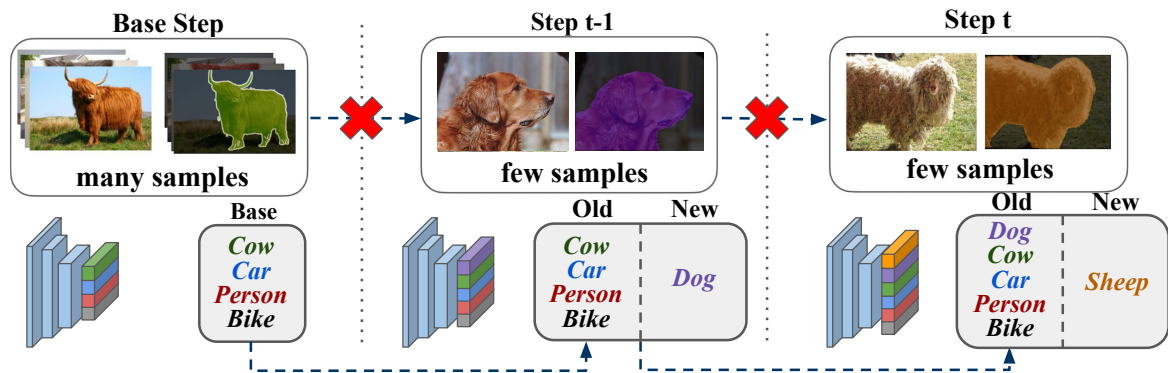 Base Step
many samples
Base
Cow
Car
Person
Bike
Step t-1
few samples
Old
New
Cow
Car
Person
Bike
Dog
Step t
few samples
Old
New
Dog
Cow
Car
Person
Bike
Sheep